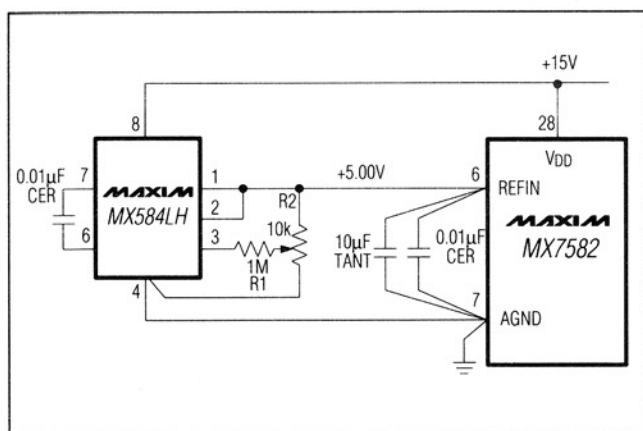 +15V
8
28
VDD
0.01µF
CER
7
6
MAXIM
MX584LH
1
2
3
4
R2
10k
1M
R1
+5.00V
10µF
TANT
0.01µF
CER
6
REFIN
MAXIM
MX7582
7
AGND